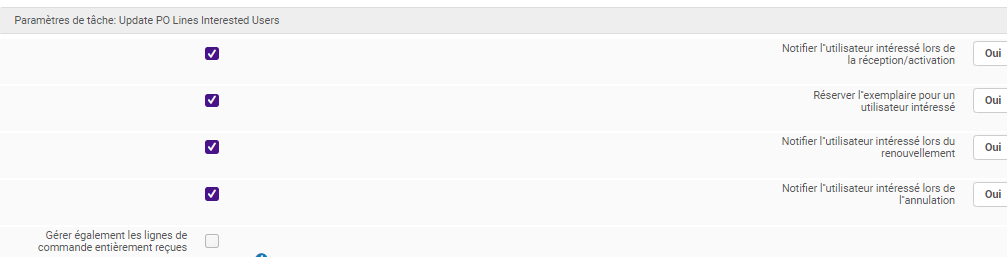 Paramètres de tâche: Update PO Lines Interested Users
Notifier l"utilisateur intéressé lors de
la réception/activation
Oui
Réserver l"exemplaire pour un
utilisateur intéressé
Oui
Notifier l"utilisateur intéressé lors du
renouvellement
Oui
Notifier l"utilisateur intéressé lors de
l"annulation
Oui
Gérer également les lignes de
commande entièrement reçues